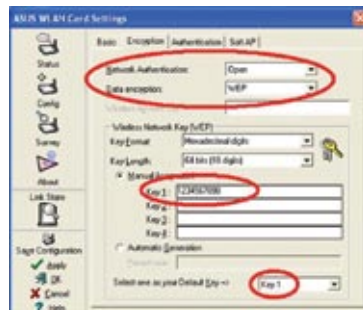 ASUS WLAN Card Settings
Status
Config
Survey
About
Link State
Save Configuration
Apply
OK
Cancel
Help
Basic Encryption Authentication Soft AP
Network Authentication: Open
Data encryption: WEP
Wireless Network Key (WEP)
Key Format: Hexadecimal digits
Key Length: 64 bits (10 digits)
Manual Assignment
Key 1: 1234567890
Key 2:
Key 3:
Key 4:
Automatic Generation
Select one as your Default Key => Key 1